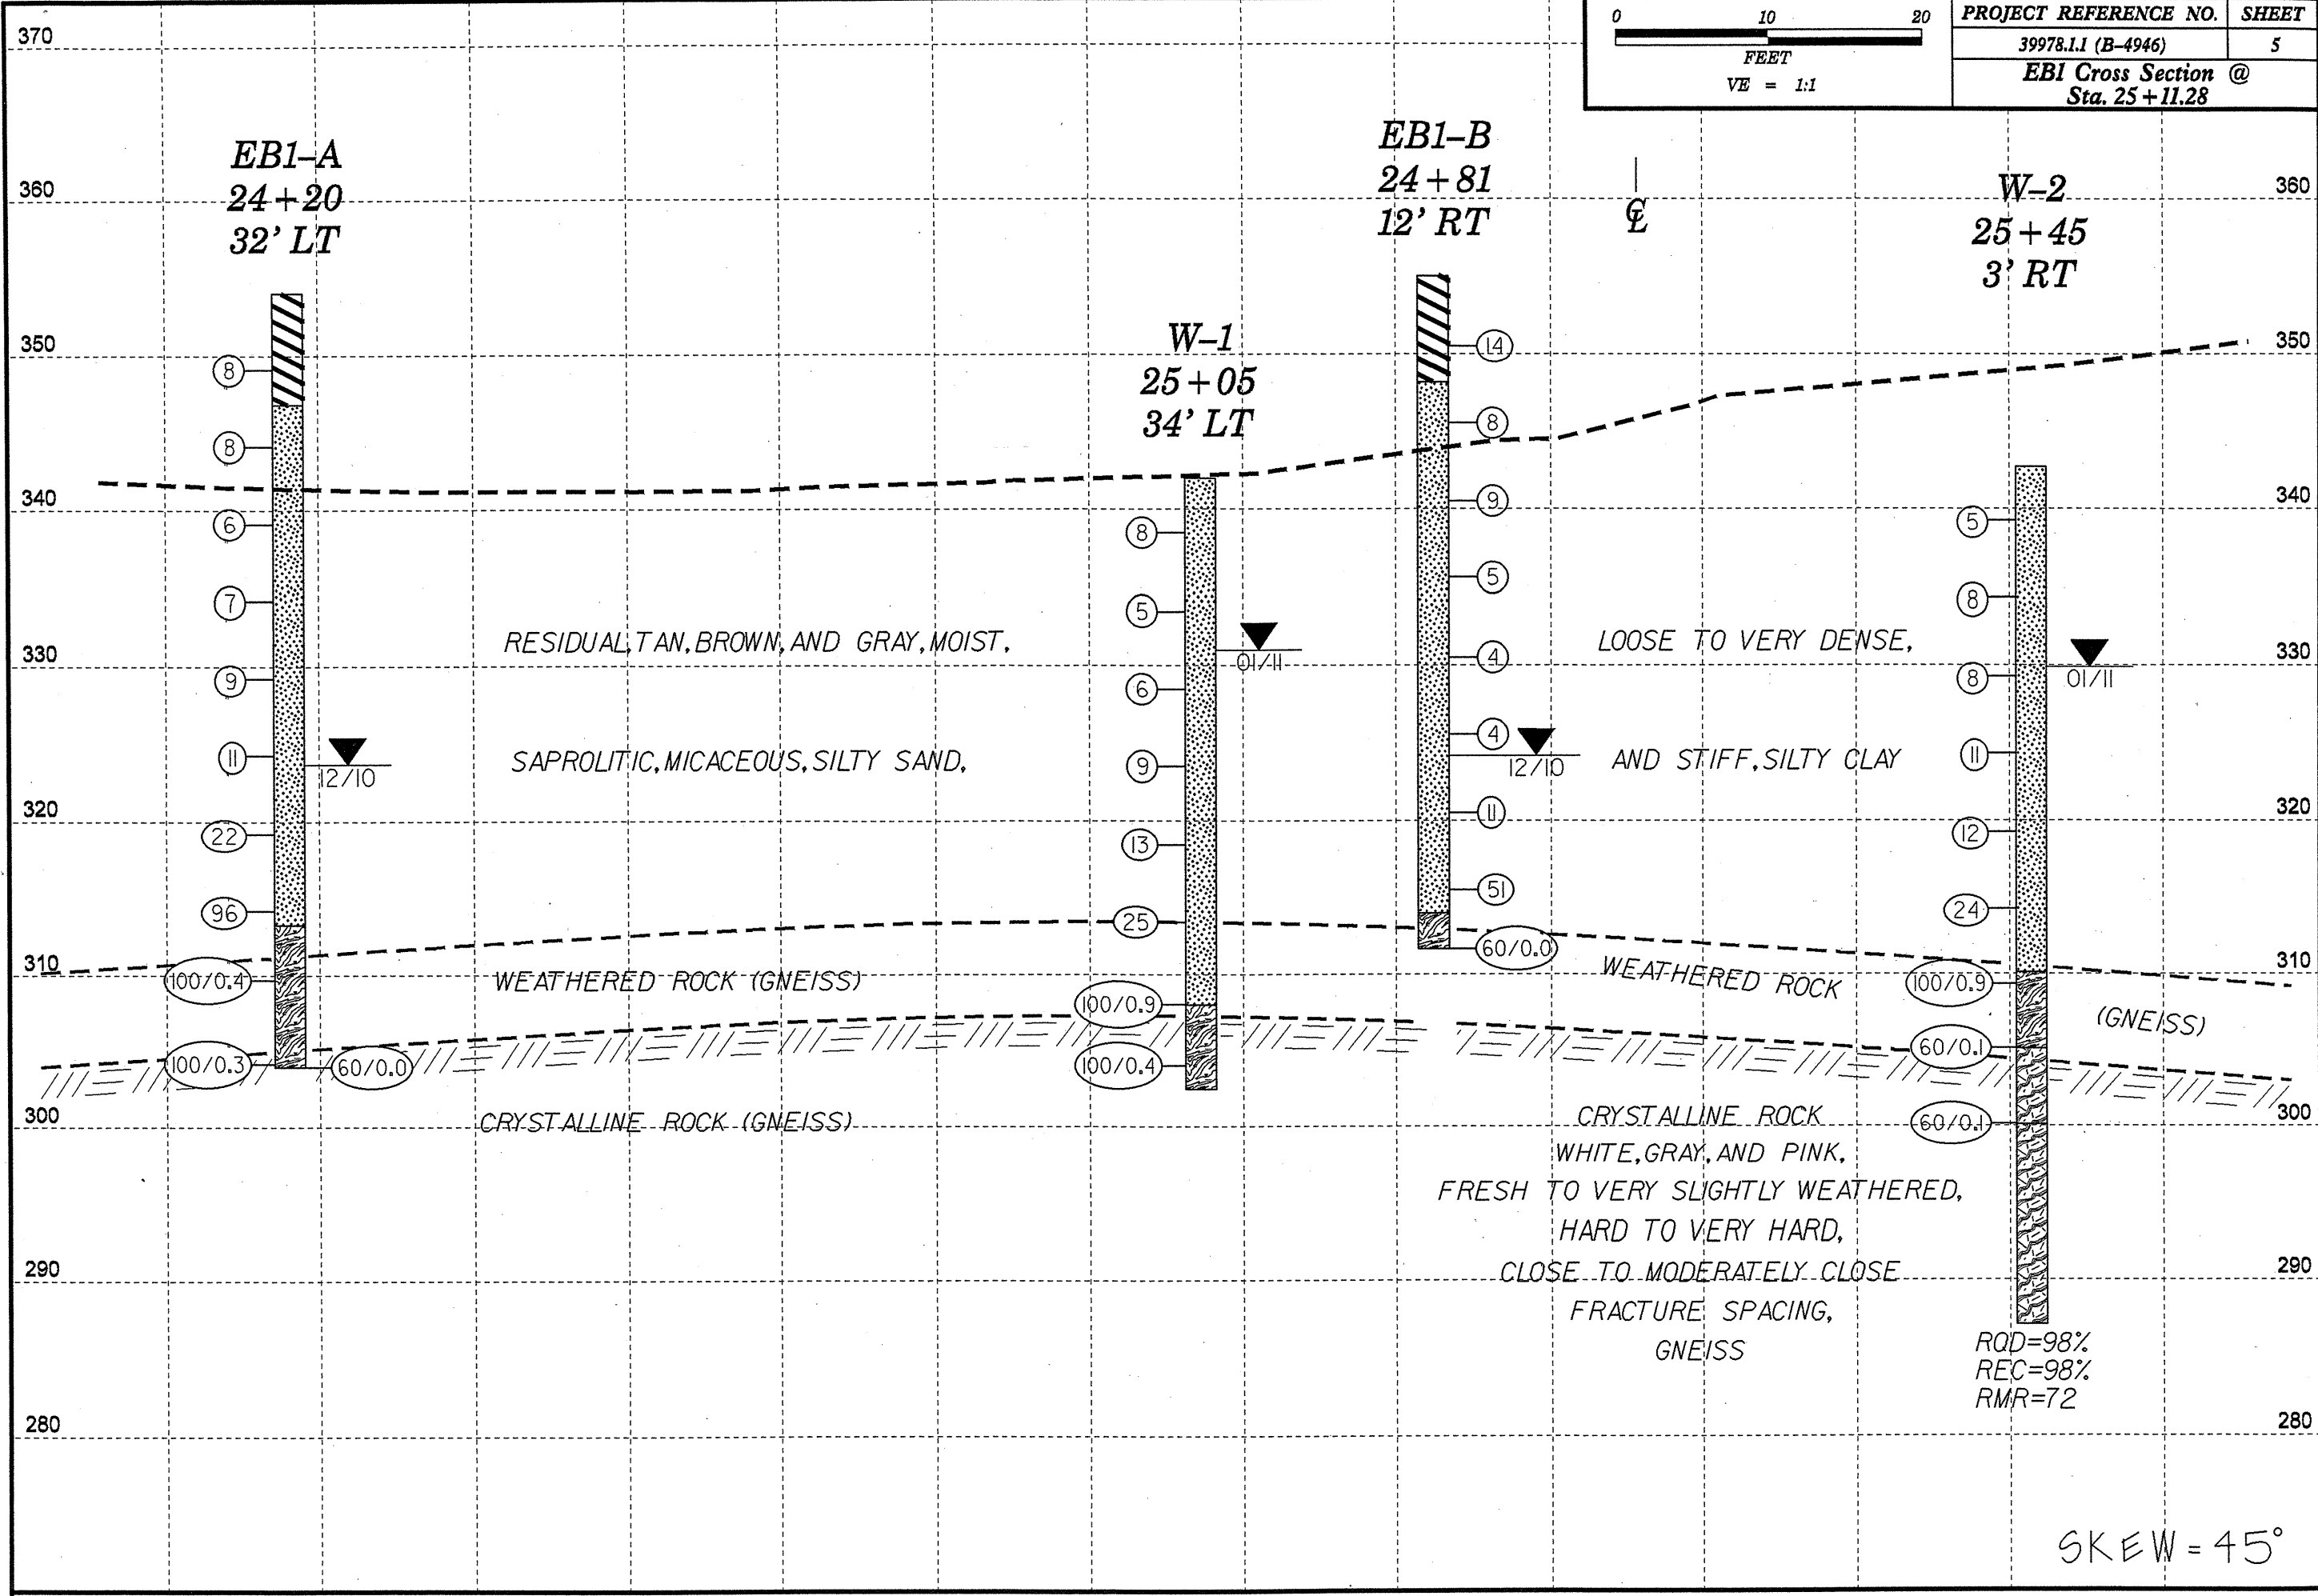 0 10 20
FEET
VE = 1:1
PROJECT REFERENCE NO. SHEET
39978.1.1 (B-4946) 5
EB1 Cross Section @
Sta. 25+11.28
370
360
350
340
330
320
310
300
290
280
EB1-A
24+20
32' LT
8
8
6
7
9
11
22
96
100/0.4
100/0.3
60/0.0
12/10
W-1
25+05
34' LT
8
5
6
9
13
25
100/0.9
100/0.4
01/11
EB1-B
24+81
12' RT
14
8
9
5
4
4
11
51
60/0.0
12/10
CL
W-2
25+45
3' RT
5
8
8
11
12
24
100/0.9
60/0.1
60/0.1
01/11
RQD=98%
REC=98%
RMR=72
360
350
340
330
320
310
300
290
280
RESIDUAL, TAN, BROWN, AND GRAY, MOIST,
LOOSE TO VERY DENSE,
SAPROLITIC, MICACEOUS, SILTY SAND,
AND STIFF, SILTY CLAY
WEATHERED ROCK (GNEISS)
WEATHERED ROCK
(GNEISS)
CRYSTALLINE ROCK (GNEISS)
CRYSTALLINE ROCK
WHITE, GRAY, AND PINK,
FRESH TO VERY SLIGHTLY WEATHERED,
HARD TO VERY HARD,
CLOSE TO MODERATELY CLOSE
FRACTURE SPACING,
GNEISS
SKEW = 45°